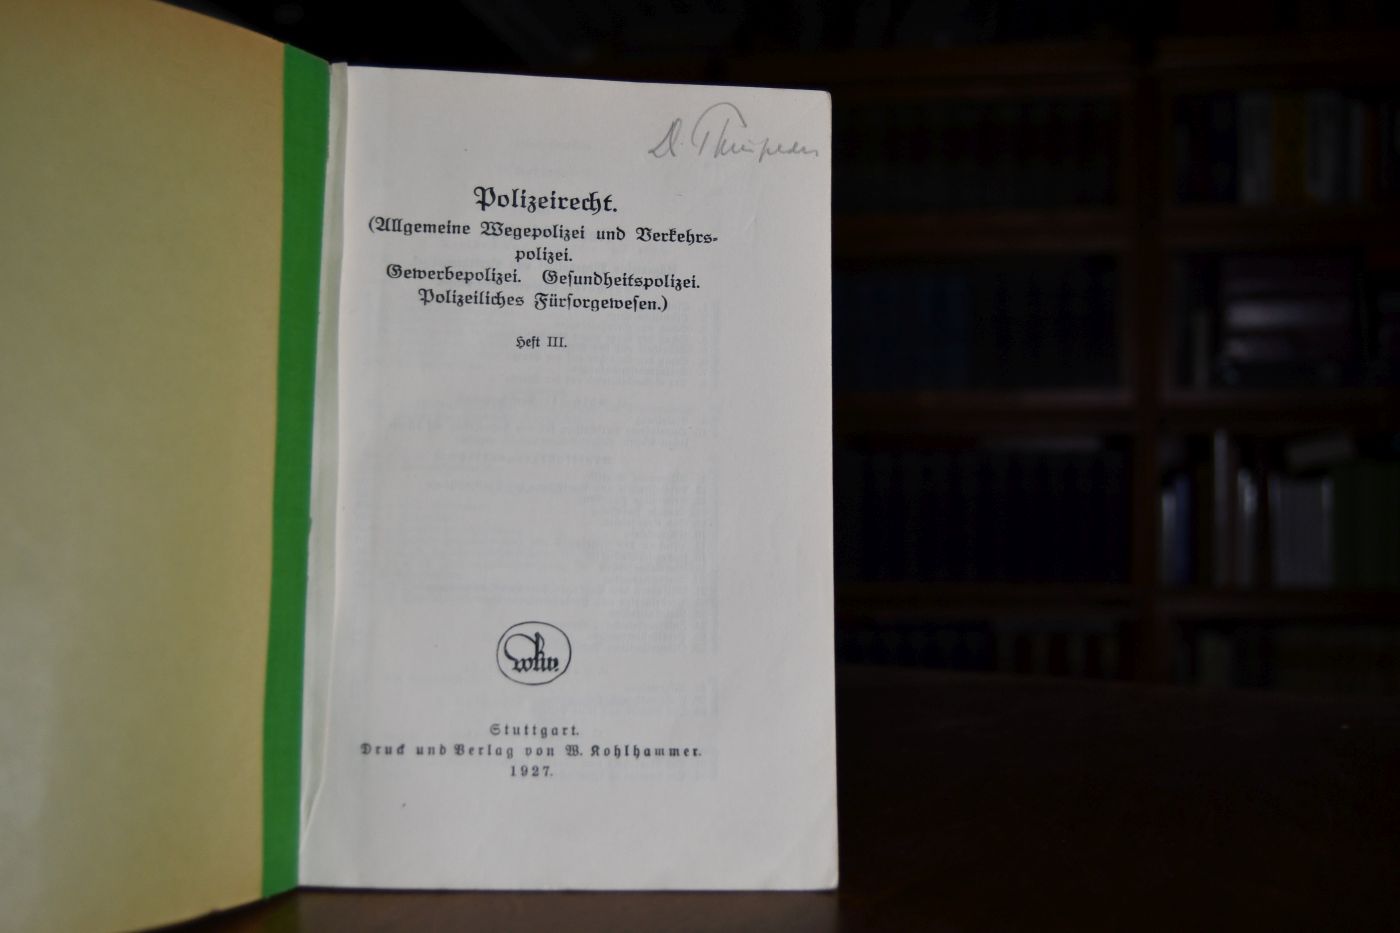 Polizeirecht.
(Allgemeine Wegepolizei und Verkehrs-
polizei.
Gewerbepolizei. Gesundheitspolizei.
Polizeiliches Fürsorgewesen.)
Heft III.
Stuttgart.
Druck und Verlag von W. Kohlhammer.
1927.